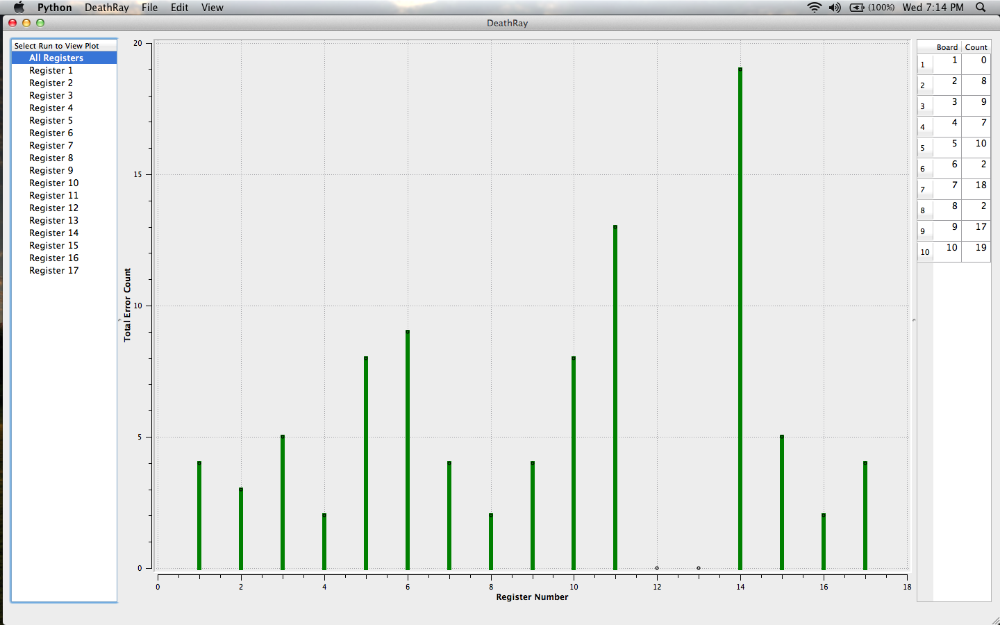 Python DeathRay File Edit View (100%) Wed 7:14 PM
DeathRay
Select Run to View Plot
All Registers
Register 1
Register 2
Register 3
Register 4
Register 5
Register 6
Register 7
Register 8
Register 9
Register 10
Register 11
Register 12
Register 13
Register 14
Register 15
Register 16
Register 17
Total Error Count
20
15
10
5
0
0 2 4 6 8 10 12 14 16 18
Register Number
Board Count
1 1 0
2 2 8
3 3 9
4 4 7
5 5 10
6 6 2
7 7 18
8 8 2
9 9 17
10 10 19